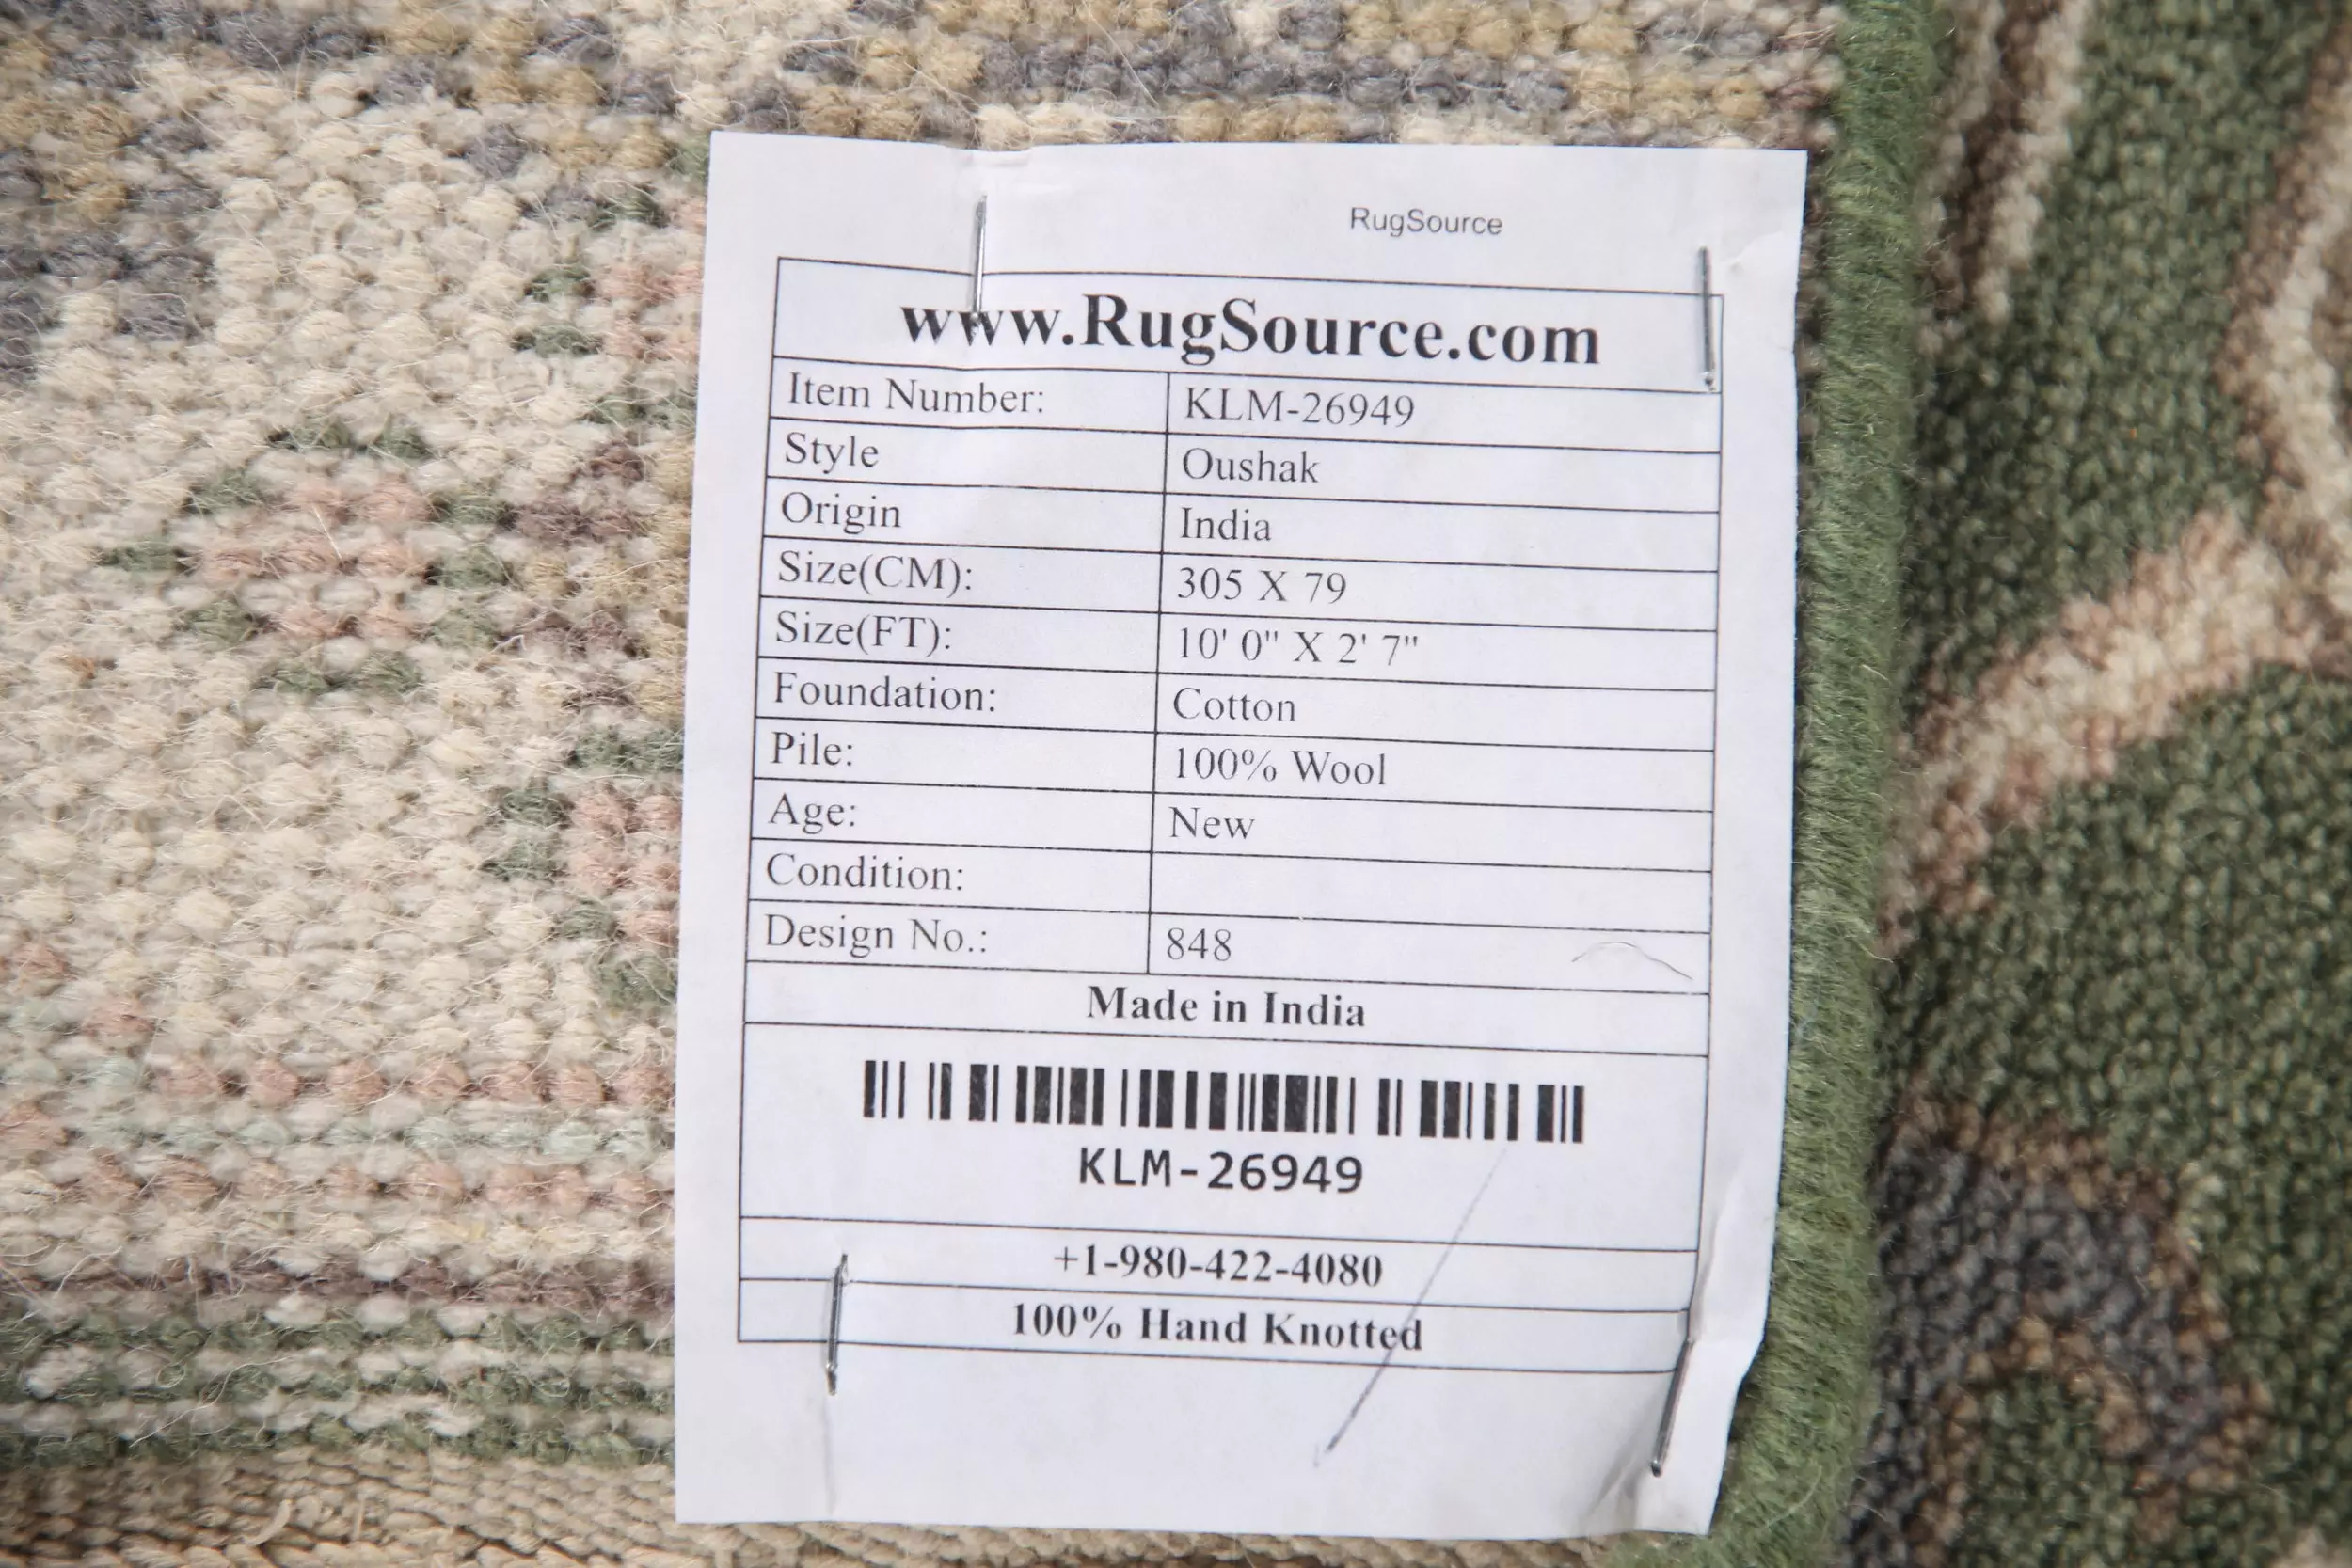 RugSource
www.RugSource.com
Item Number: KLM-26949
Style Oushak
Origin India
Size(CM): 305 X 79
Size(FT): 10' 0" X 2' 7"
Foundation: Cotton
Pile: 100% Wool
Age: New
Condition:
Design No.: 848
Made in India
KLM-26949
+1-980-422-4080
100% Hand Knotted